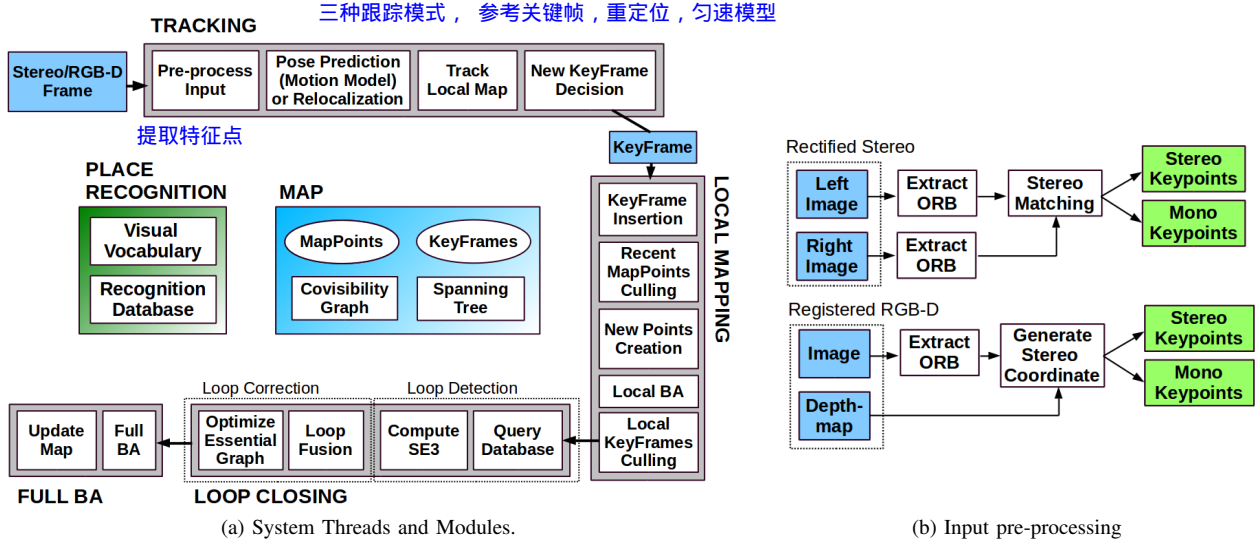 三种跟踪模式， 参考关键帧，重定位，匀速模型
TRACKING
Stereo/RGB-D
Frame
Pre-process
Input
Pose Prediction
(Motion Model)
or Relocalization
Track
Local Map
New KeyFrame
Decision
提取特征点
KeyFrame
PLACE
RECOGNITION
Visual
Vocabulary
Recognition
Database
MAP
MapPoints
KeyFrames
Covisibility
Graph
Spanning
Tree
LOCAL MAPPING
KeyFrame
Insertion
Recent
MapPoints
Culling
New Points
Creation
Local BA
Local
KeyFrames
Culling
Loop Correction
Loop Detection
Update
Map
Full
BA
Optimize
Essential
Graph
Loop
Fusion
Compute
SE3
Query
Database
FULL BA
LOOP CLOSING
(a) System Threads and Modules.
Rectified Stereo
Left
Image
Extract
ORB
Stereo
Matching
Stereo
Keypoints
Mono
Keypoints
Right
Image
Extract
ORB
Registered RGB-D
Image
Extract
ORB
Generate
Stereo
Coordinate
Stereo
Keypoints
Mono
Keypoints
Depth-
map
(b) Input pre-processing